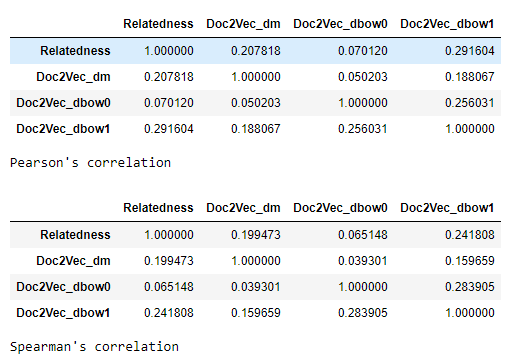 Relatedness Doc2Vec_dm Doc2Vec_dbow0 Doc2Vec_dbow1
Relatedness 1.000000 0.207818 0.070120 0.291604
Doc2Vec_dm 0.207818 1.000000 0.050203 0.188067
Doc2Vec_dbow0 0.070120 0.050203 1.000000 0.256031
Doc2Vec_dbow1 0.291604 0.188067 0.256031 1.000000
Pearson's correlation
Relatedness Doc2Vec_dm Doc2Vec_dbow0 Doc2Vec_dbow1
Relatedness 1.000000 0.199473 0.065148 0.241808
Doc2Vec_dm 0.199473 1.000000 0.039301 0.159659
Doc2Vec_dbow0 0.065148 0.039301 1.000000 0.283905
Doc2Vec_dbow1 0.241808 0.159659 0.283905 1.000000
Spearman's correlation